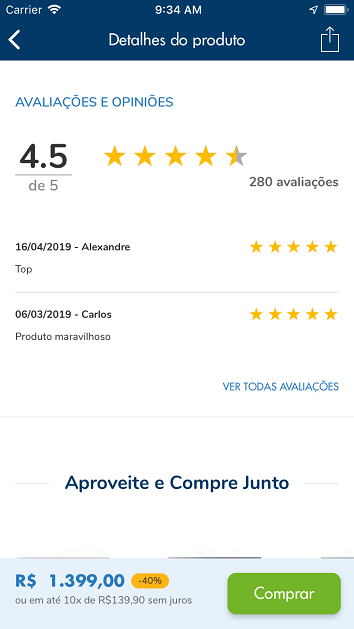 Carrier 9:34 AM
Detalhes do produto
AVALIAÇÕES E OPINIÕES
4.5
de 5
280 avaliações
16/04/2019 - Alexandre
Top
06/03/2019 - Carlos
Produto maravilhoso
VER TODAS AVALIAÇÕES
Aproveite e Compre Junto
R$ 1.399,00 -40%
ou em até 10x de R$139,90 sem juros
Comprar